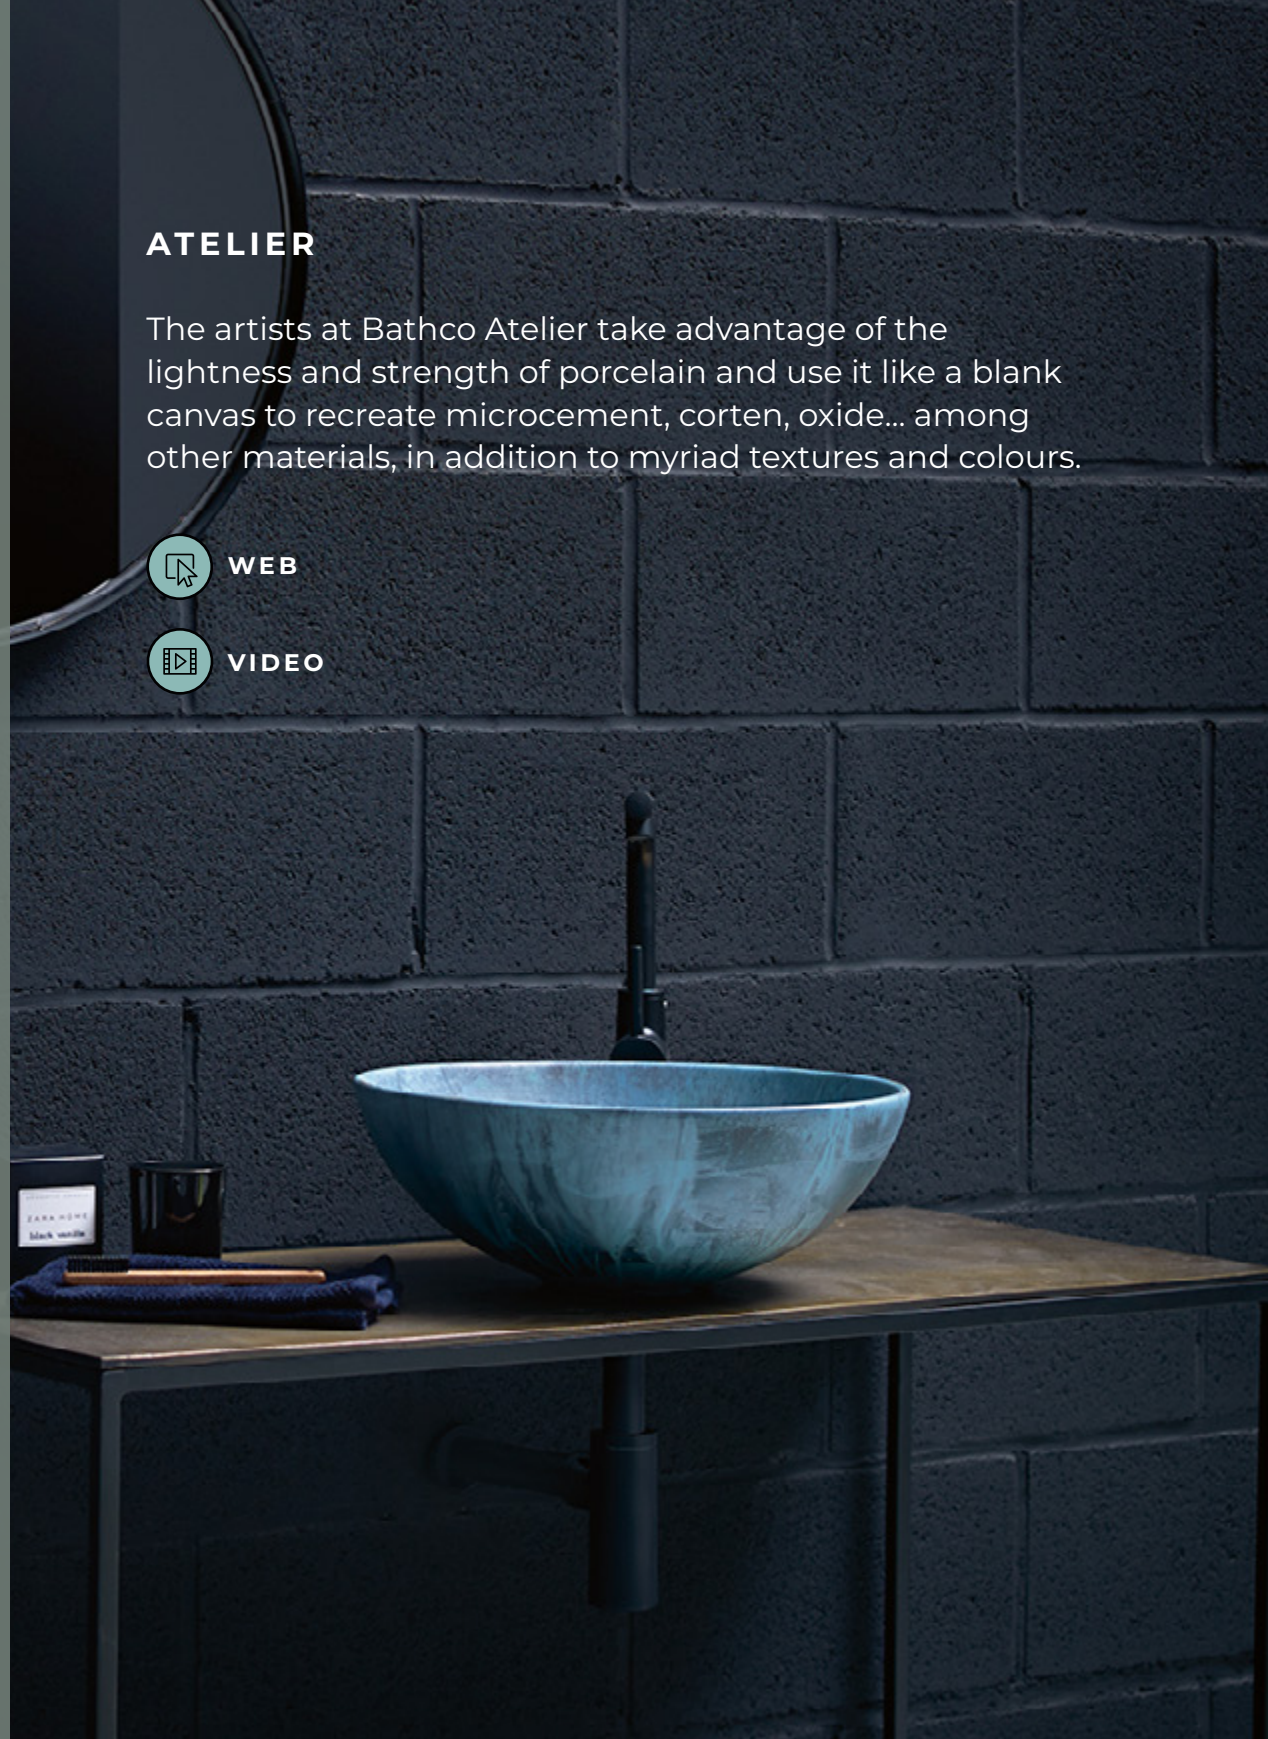 ATELIER
The artists at Bathco Atelier take advantage of the
lightness and strength of porcelain and use it like a blank
canvas to recreate microcement, corten, oxide... among
other materials, in addition to myriad textures and colours.
WEB
VIDEO
ZARA HOME
black vanilla